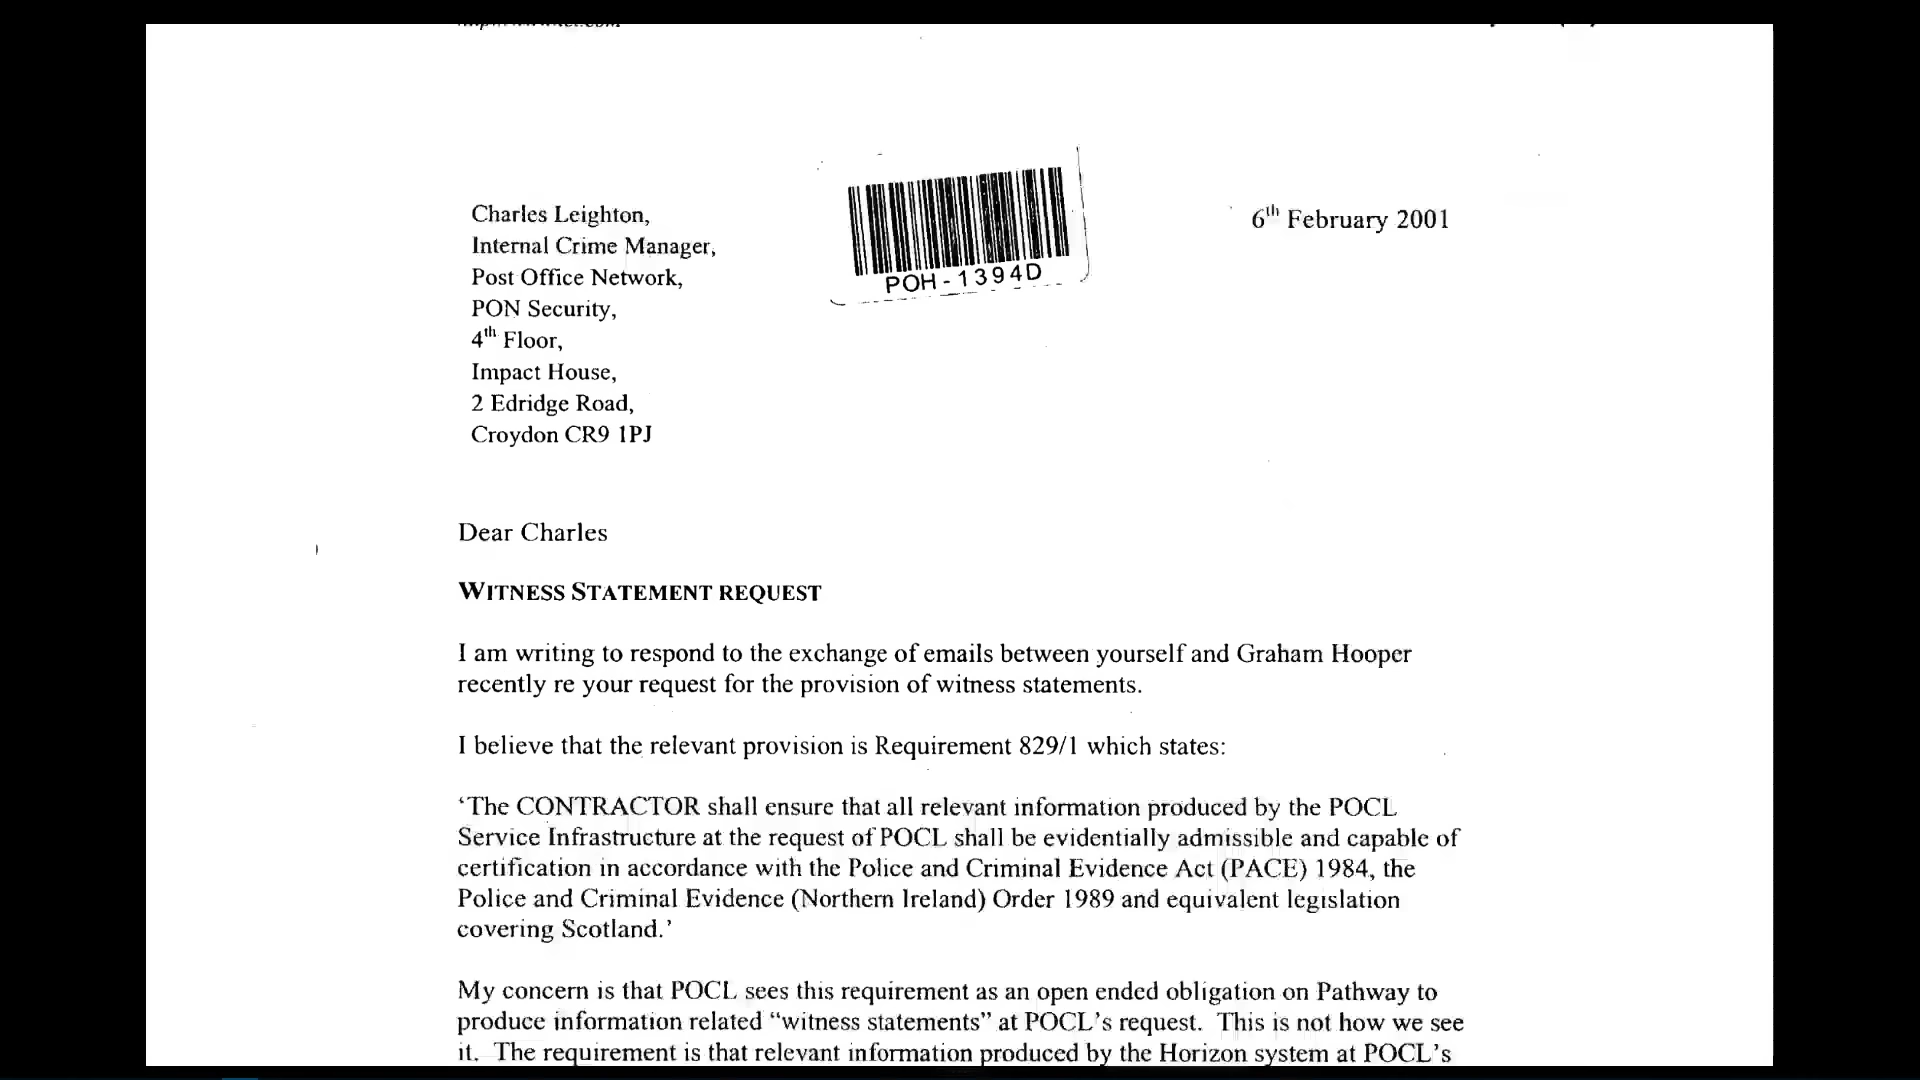 Charles Leighton,
6th February 2001
Internal Crime Manager,
Post Office Network,
PON Security,
4th Floor,
Impact House,
2 Edridge Road,
Croydon CR9 1PJ
POH-1394D
Dear Charles
WITNESS STATEMENT REQUEST
I am writing to respond to the exchange of emails between yourself and Graham Hooper
recently re your request for the provision of witness statements.
I believe that the relevant provision is Requirement 829/1 which states:
‘The CONTRACTOR shall ensure that all relevant information produced by the POCL
Service Infrastructure at the request of POCL shall be evidentially admissible and capable of
certification in accordance with the Police and Criminal Evidence Act (PACE) 1984, the
Police and Criminal Evidence (Northern Ireland) Order 1989 and equivalent legislation
covering Scotland.’
My concern is that POCL sees this requirement as an open ended obligation on Pathway to
produce information related “witness statements” at POCL’s request. This is not how we see
it. The requirement is that relevant information produced by the Horizon system at POCL’s